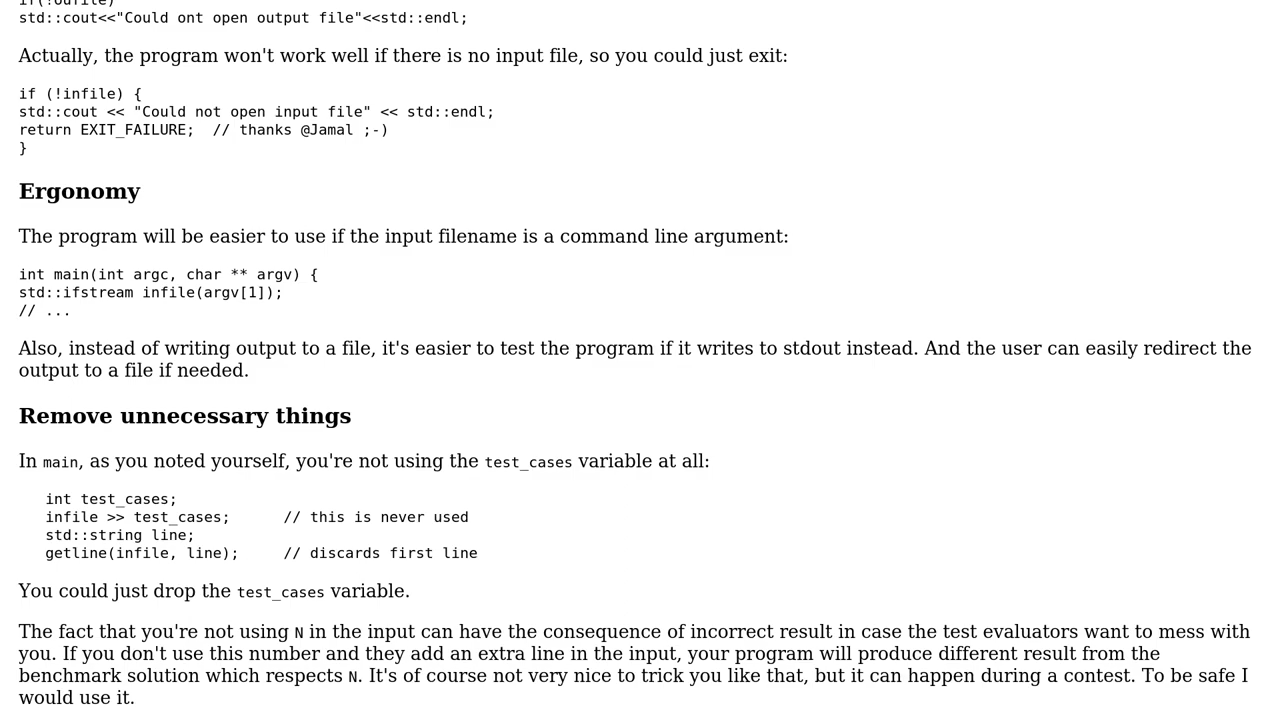 if(!oufile)
std::cout<<"Could ont open output file"<<std::endl;
Actually, the program won't work well if there is no input file, so you could just exit:
if (!infile) {
std::cout << "Could not open input file" << std::endl;
return EXIT_FAILURE;  // thanks @Jamal ;-)
}
Ergonomy
The program will be easier to use if the input filename is a command line argument:
int main(int argc, char ** argv) {
std::ifstream infile(argv[1]);
// ...
Also, instead of writing output to a file, it's easier to test the program if it writes to stdout instead. And the user can easily redirect the
output to a file if needed.
Remove unnecessary things
In main, as you noted yourself, you're not using the test_cases variable at all:
   int test_cases;
   infile >> test_cases;      // this is never used
   std::string line;
   getline(infile, line);     // discards first line
You could just drop the test_cases variable.
The fact that you're not using N in the input can have the consequence of incorrect result in case the test evaluators want to mess with
you. If you don't use this number and they add an extra line in the input, your program will produce different result from the
benchmark solution which respects N. It's of course not very nice to trick you like that, but it can happen during a contest. To be safe I
would use it.